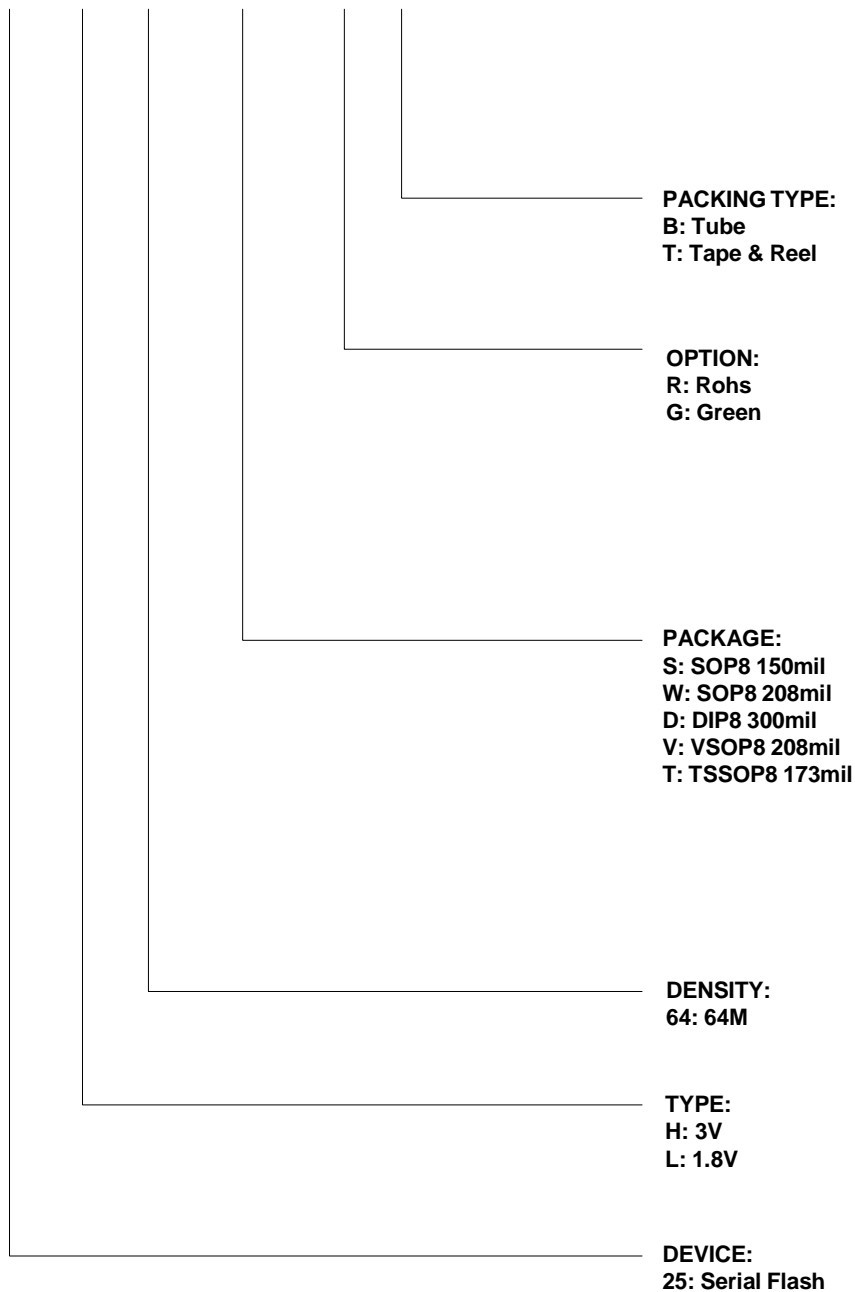 PACKING TYPE:
B: Tube
T: Tape & Reel
OPTION:
R: Rohs
G: Green
PACKAGE:
S: SOP8 150mil
W: SOP8 208mil
D: DIP8 300mil
V: VSOP8 208mil
T: TSSOP8 173mil
DENSITY:
64: 64M
TYPE:
H: 3V
L: 1.8V
DEVICE:
25: Serial Flash